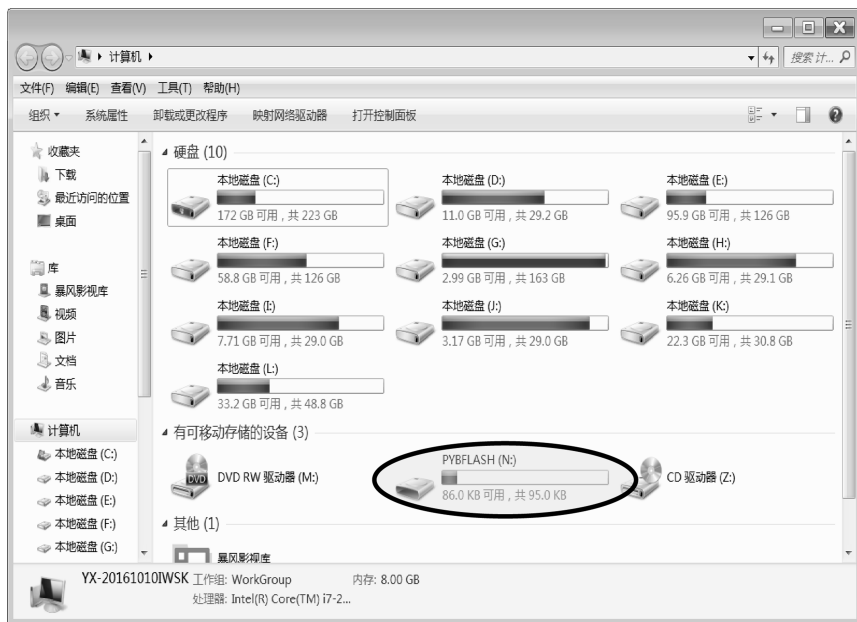 计算机
搜索 计...
文件(F) 编辑(E) 查看(V) 工具(T) 帮助(H)
组织 系统属性 卸载或更改程序 映射网络驱动器 打开控制面板
收藏夹
下载
最近访问的位置
桌面
库
暴风影视库
视频
图片
文档
音乐
计算机
本地磁盘 (C:)
本地磁盘 (D:)
本地磁盘 (E:)
本地磁盘 (F:)
本地磁盘 (G:)
硬盘 (10)
本地磁盘 (C:)
172 GB 可用，共 223 GB
本地磁盘 (D:)
11.0 GB 可用，共 29.2 GB
本地磁盘 (E:)
95.9 GB 可用，共 126 GB
本地磁盘 (F:)
58.8 GB 可用，共 126 GB
本地磁盘 (G:)
2.99 GB 可用，共 163 GB
本地磁盘 (H:)
6.26 GB 可用，共 29.1 GB
本地磁盘 (I:)
7.71 GB 可用，共 29.0 GB
本地磁盘 (J:)
3.17 GB 可用，共 29.0 GB
本地磁盘 (K:)
22.3 GB 可用，共 30.8 GB
本地磁盘 (L:)
33.2 GB 可用，共 48.8 GB
有可移动存储的设备 (3)
DVD
DVD RW 驱动器 (M:)
PYBFLASH (N:)
86.0 KB 可用，共 95.0 KB
CD 驱动器 (Z:)
其他 (1)
暴风影视库
YX-20161010IWSK 工作组: WorkGroup 内存: 8.00 GB
处理器: Intel(R) Core(TM) i7-2...